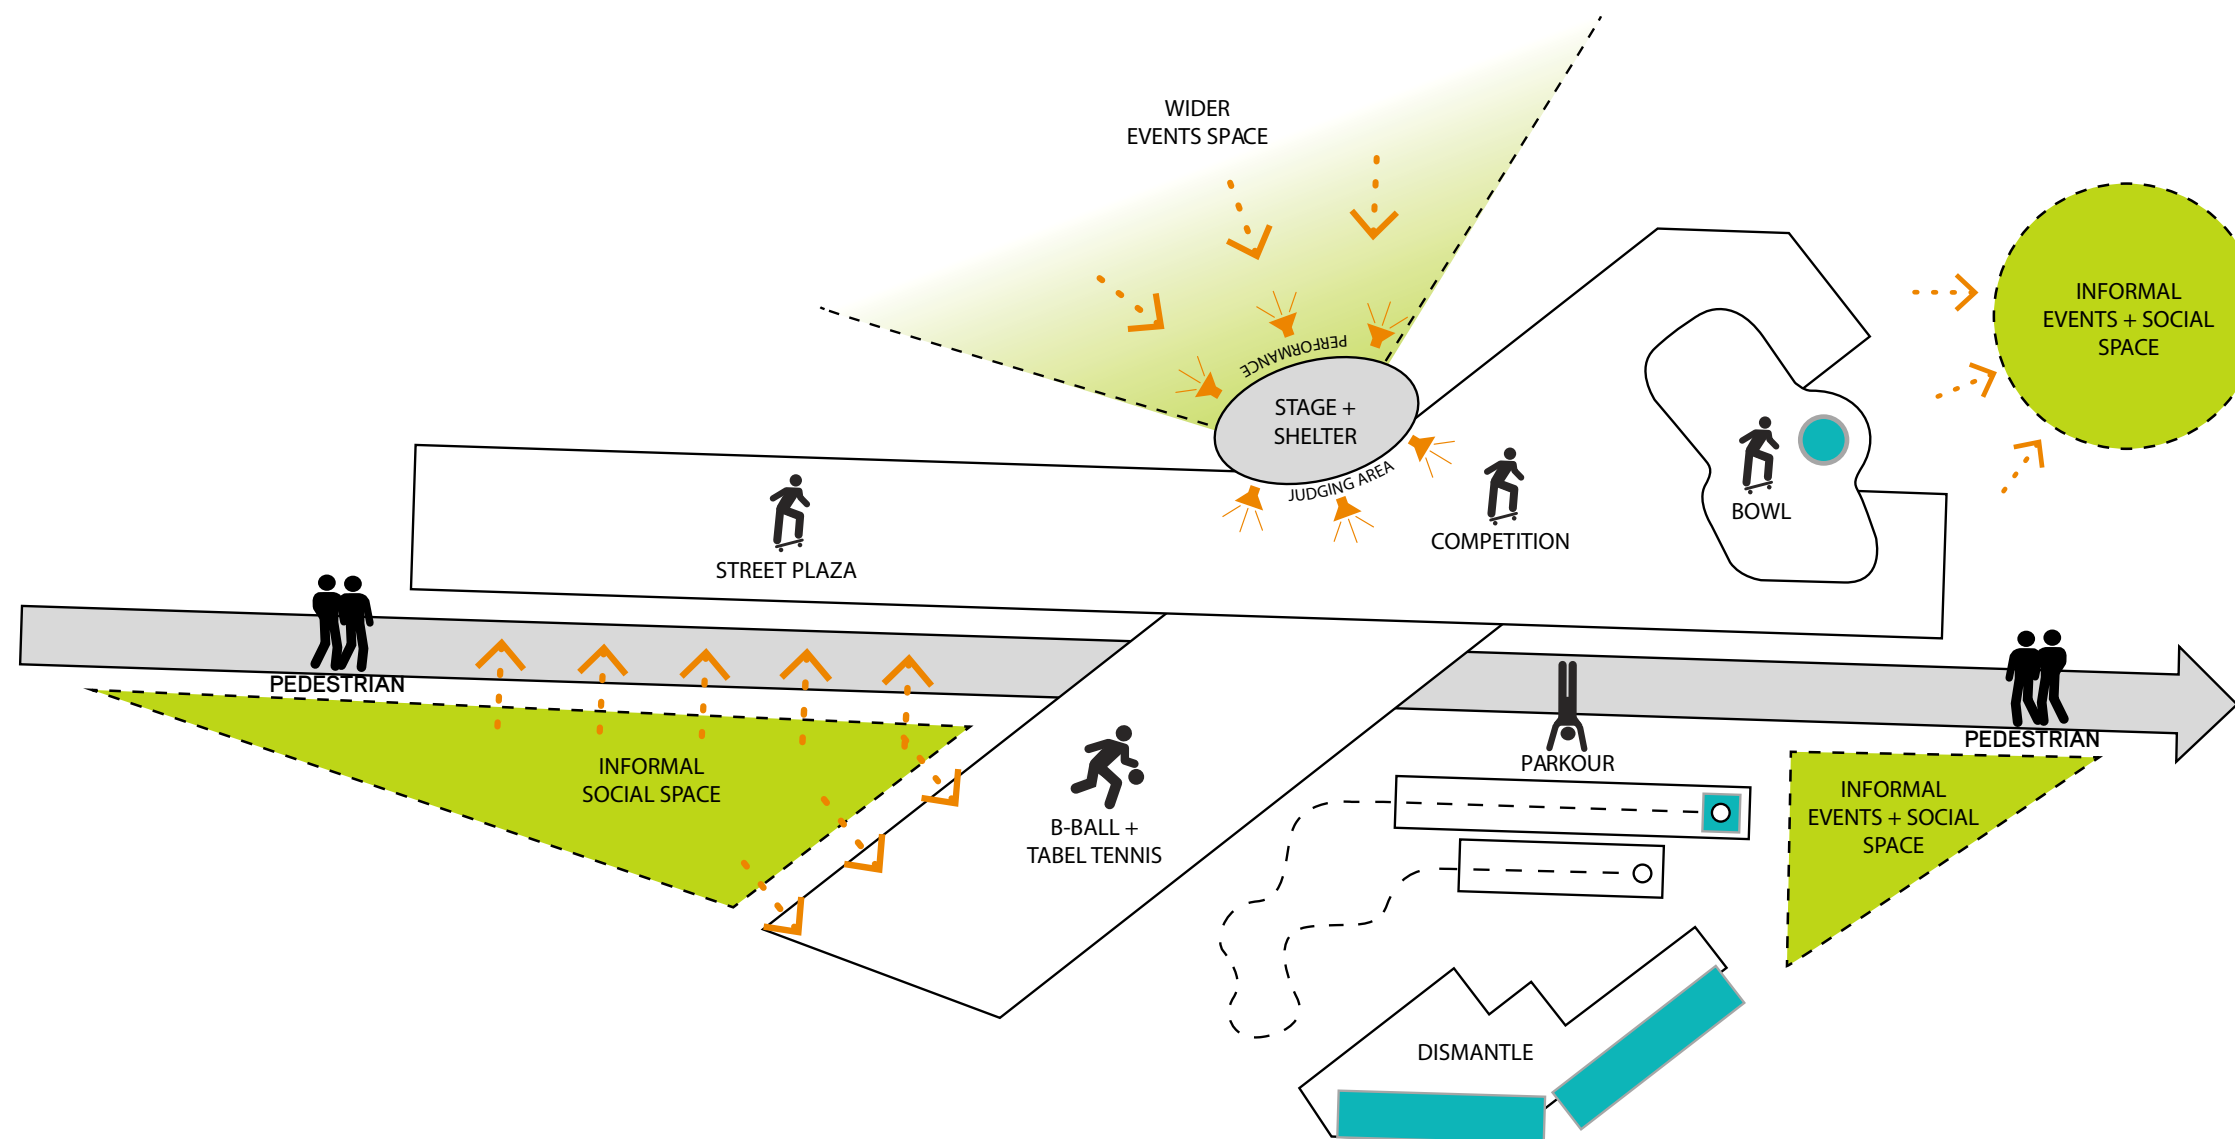 WIDER
EVENTS SPACE
INFORMAL
EVENTS + SOCIAL
SPACE
PERFORMANCE
STAGE +
SHELTER
JUDGING AREA
COMPETITION
BOWL
STREET PLAZA
PEDESTRIAN
PEDESTRIAN
PARKOUR
INFORMAL
SOCIAL SPACE
INFORMAL
EVENTS + SOCIAL
SPACE
B-BALL +
TABEL TENNIS
DISMANTLE